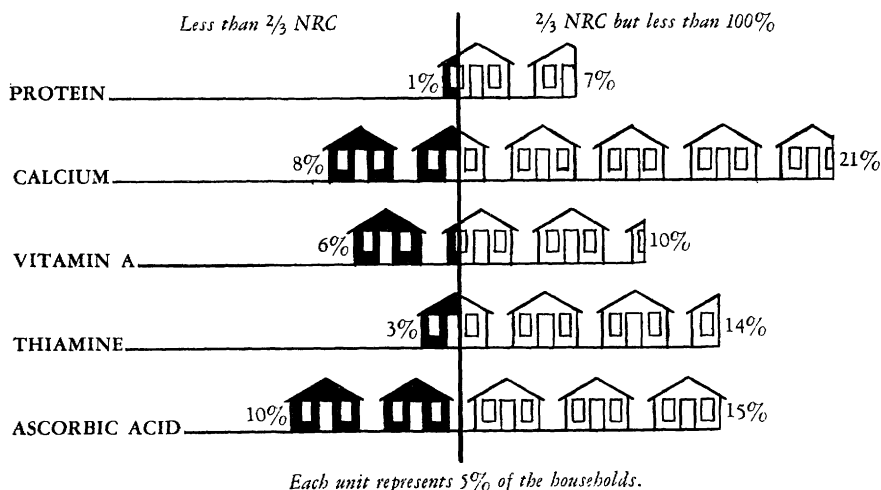 Less than 2/3 NRC 2/3 NRC but less than 100%
PROTEIN 1% 7%
CALCIUM 8% 21%
VITAMIN A 6% 10%
THIAMINE 3% 14%
ASCORBIC ACID 10% 15%
Each unit represents 5% of the households.